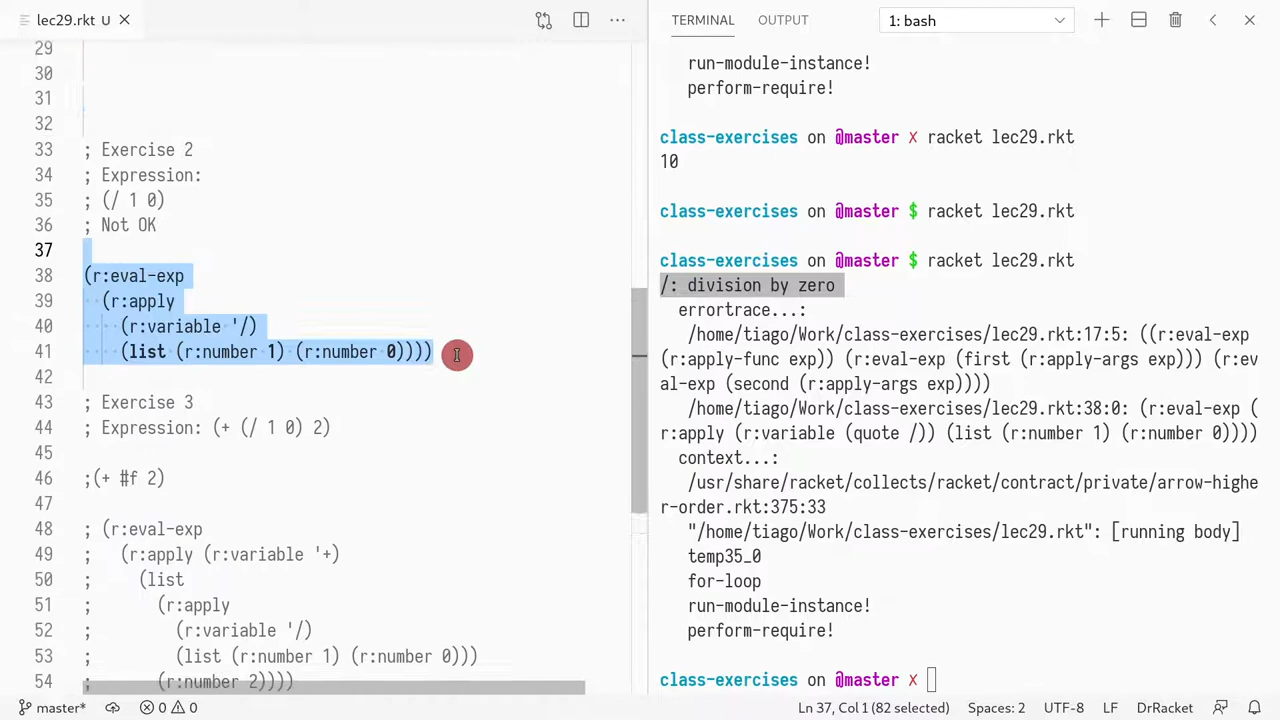 lec29.rkt U
TERMINAL OUTPUT 1: bash
29
30
31
32
33 ; Exercise 2
34 ; Expression:
35 ; (/ 1 0)
36 ; Not OK
37
38 (r:eval-exp
39 (r:apply
40 (r:variable '/)
41 (list (r:number 1) (r:number 0))))
42
43 ; Exercise 3
44 ; Expression: (+ (/ 1 0) 2)
45
46 ;(+ #f 2)
47
48 ; (r:eval-exp
49 ; (r:apply (r:variable '+)
50 ; (list
51 ; (r:apply
52 ; (r:variable '/)
53 ; (list (r:number 1) (r:number 0)))
54 ; (r:number 2))))
run-module-instance!
perform-require!
class-exercises on @master ✗ racket lec29.rkt
10
class-exercises on @master $ racket lec29.rkt
class-exercises on @master $ racket lec29.rkt
/: division by zero
errortrace...:
/home/tiago/Work/class-exercises/lec29.rkt:17:5: ((r:eval-exp
(r:apply-func exp)) (r:eval-exp (first (r:apply-args exp))) (r:ev
al-exp (second (r:apply-args exp))))
/home/tiago/Work/class-exercises/lec29.rkt:38:0: (r:eval-exp (
r:apply (r:variable (quote /)) (list (r:number 1) (r:number 0))))
context...:
/usr/share/racket/collects/racket/contract/private/arrow-highe
r-order.rkt:375:33
"/home/tiago/Work/class-exercises/lec29.rkt": [running body]
temp35_0
for-loop
run-module-instance!
perform-require!
class-exercises on @master ✗
master* 0 0 Ln 37, Col 1 (82 selected) Spaces: 2 UTF-8 LF DrRacket